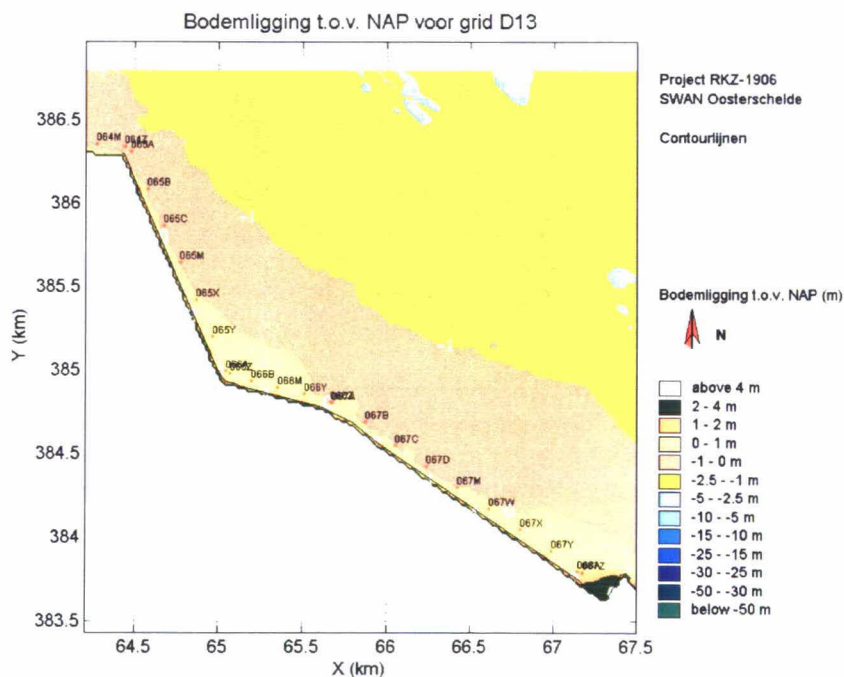 Bodemligging t.o.v. NAP voor grid D13
Project RKZ-1906
SWAN Oosterschelde
Contourlijnen
Bodemligging t.o.v. NAP (m)
N
above 4 m
2 - 4 m
1 - 2 m
0 - 1 m
-1 - 0 m
-2.5 - -1 m
-5 - -2.5 m
-10 - -5 m
-15 - -10 m
-25 - -15 m
-30 - -25 m
-50 - -30 m
below -50 m
Y (km)
386.5
386
385.5
385
384.5
384
383.5
064M
065A
065B
065C
065M
065X
065Y
066B
066M
066Y
067B
067C
067D
067M
067W
067X
067Y
64.5
65
65.5
66
66.5
67
67.5
X (km)